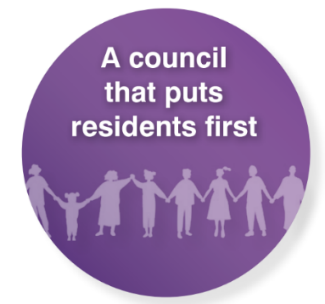 A council
that puts
residents first